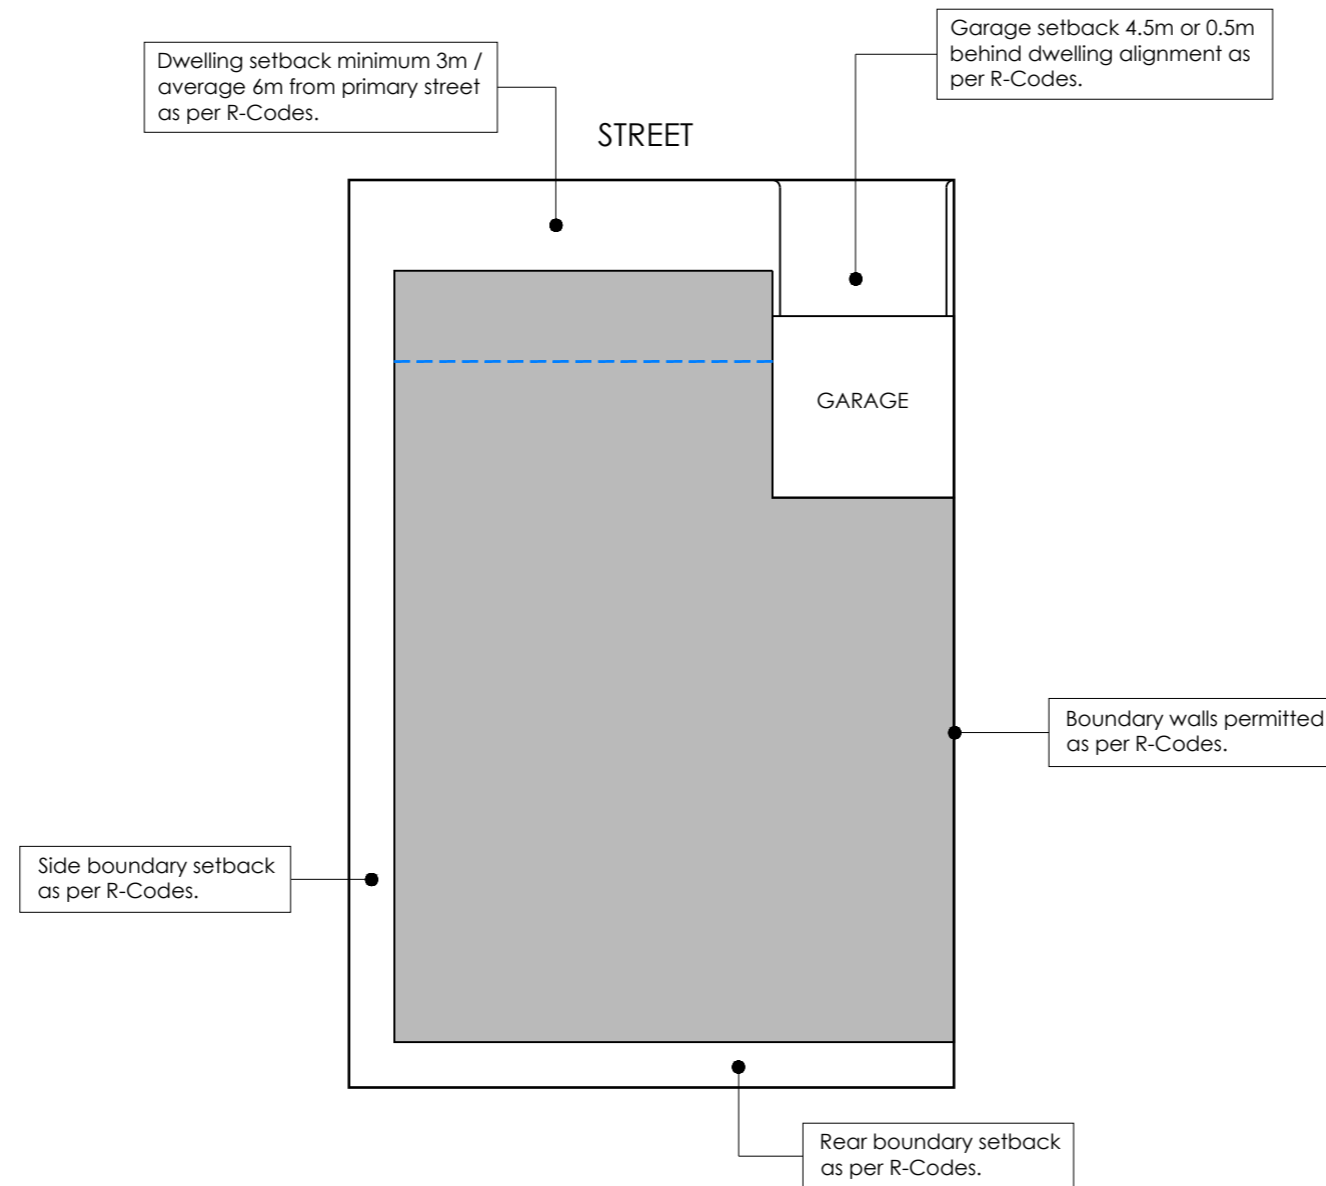 Garage setback 4.5m or 0.5m
behind dwelling alignment as
per R-Codes.
Dwelling setback minimum 3m /
average 6m from primary street
as per R-Codes.
STREET
GARAGE
Boundary walls permitted
as per R-Codes.
Side boundary setback
as per R-Codes.
Rear boundary setback
as per R-Codes.